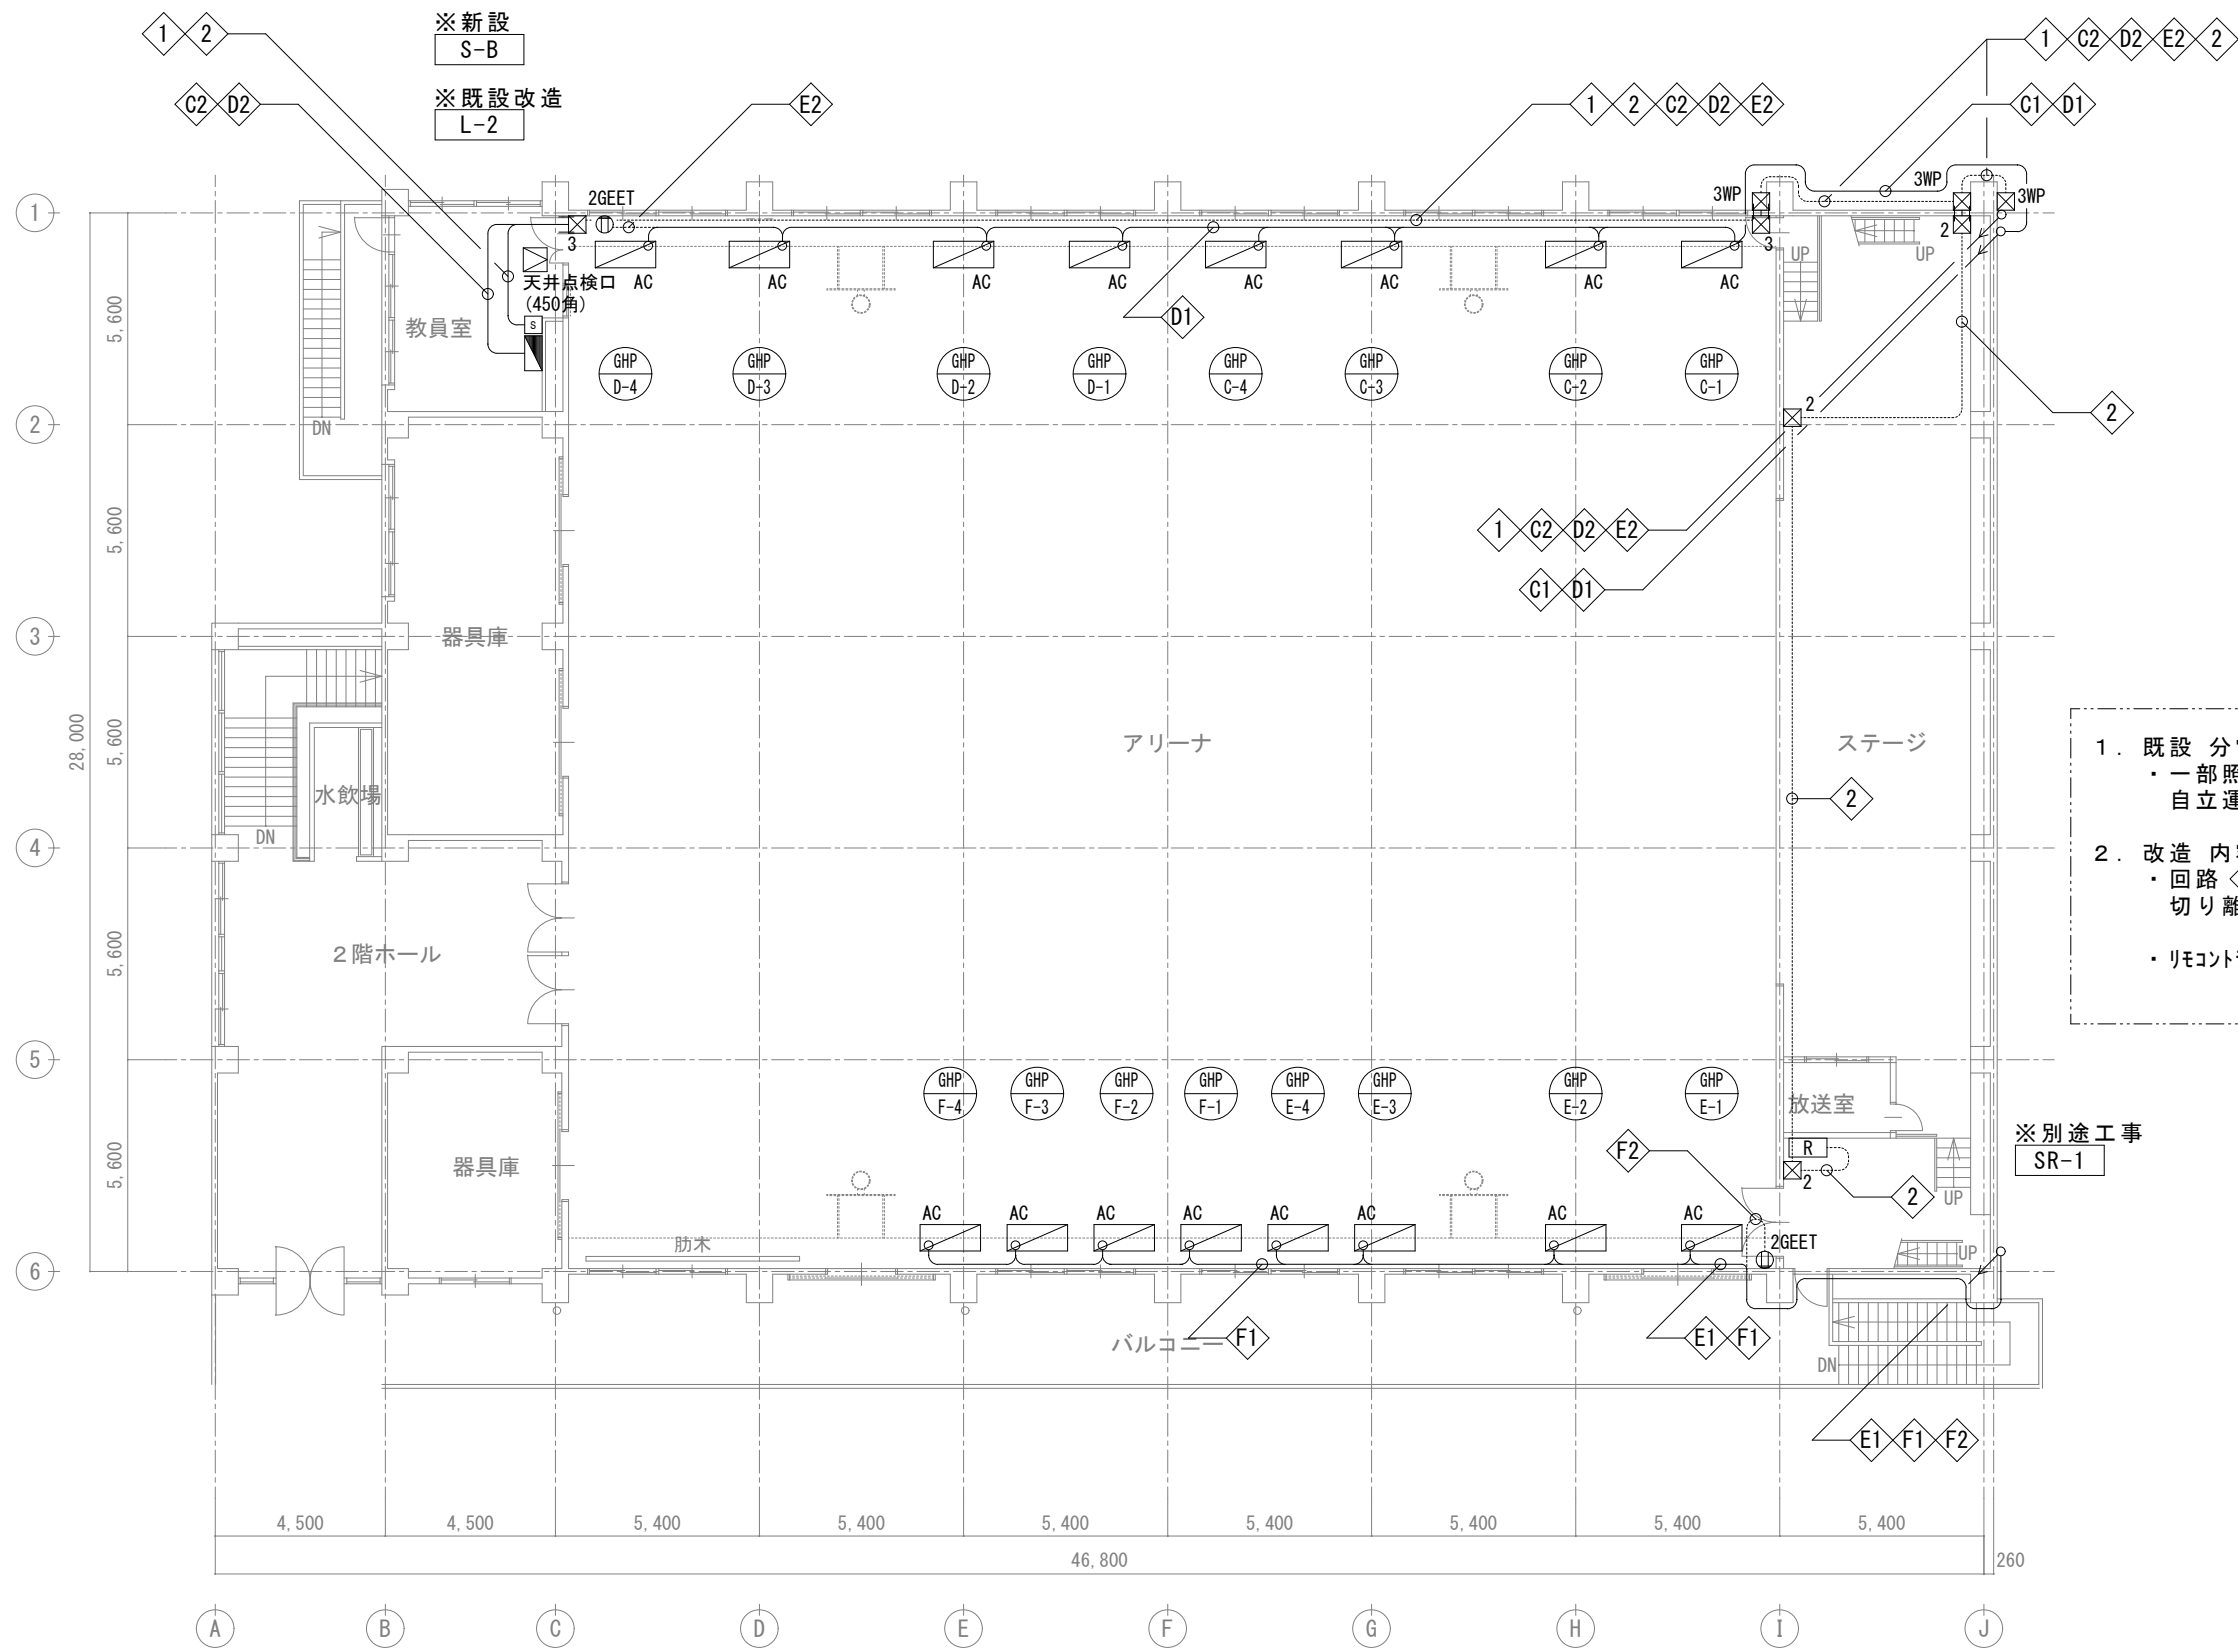 ※新設
S-B
※既設改造
L-2
1 2
C2 D2
E2
1 2 C2 D2 E2
1 C2 D2 E2 2
C1 D1
2GEET
3
3WP
3WP
3WP
3
2
UP
UP
天井点検口
(450角)
S
教員室
AC
AC
AC
AC
AC
AC
AC
AC
D1
GHP
D-4
GHP
D-3
GHP
D-2
GHP
D-1
GHP
C-4
GHP
C-3
GHP
C-2
GHP
C-1
2
2
DN
1 C2 D2 E2
C1 D1
器具庫
アリーナ
ステージ
水飲場
DN
2
1. 既設 分
・一部照
自立運
2. 改造 内
・回路
切り離
・ﾘﾓｺﾝﾄ
2階ホール
GHP
F-4
GHP
F-3
GHP
F-2
GHP
F-1
GHP
E-4
GHP
E-3
GHP
E-2
GHP
E-1
放送室
※別途工事
SR-1
R
2
2
UP
F2
器具庫
肋木
AC
AC
AC
AC
AC
AC
AC
AC
2GEET
UP
バルコニー
F1
E1 F1
DN
E1 F1 F2
1
2
3
4
5
6
5,600
5,600
5,600
5,600
5,600
28,000
4,500
4,500
5,400
5,400
5,400
5,400
5,400
5,400
5,400
46,800
260
A
B
C
D
E
F
G
H
I
J